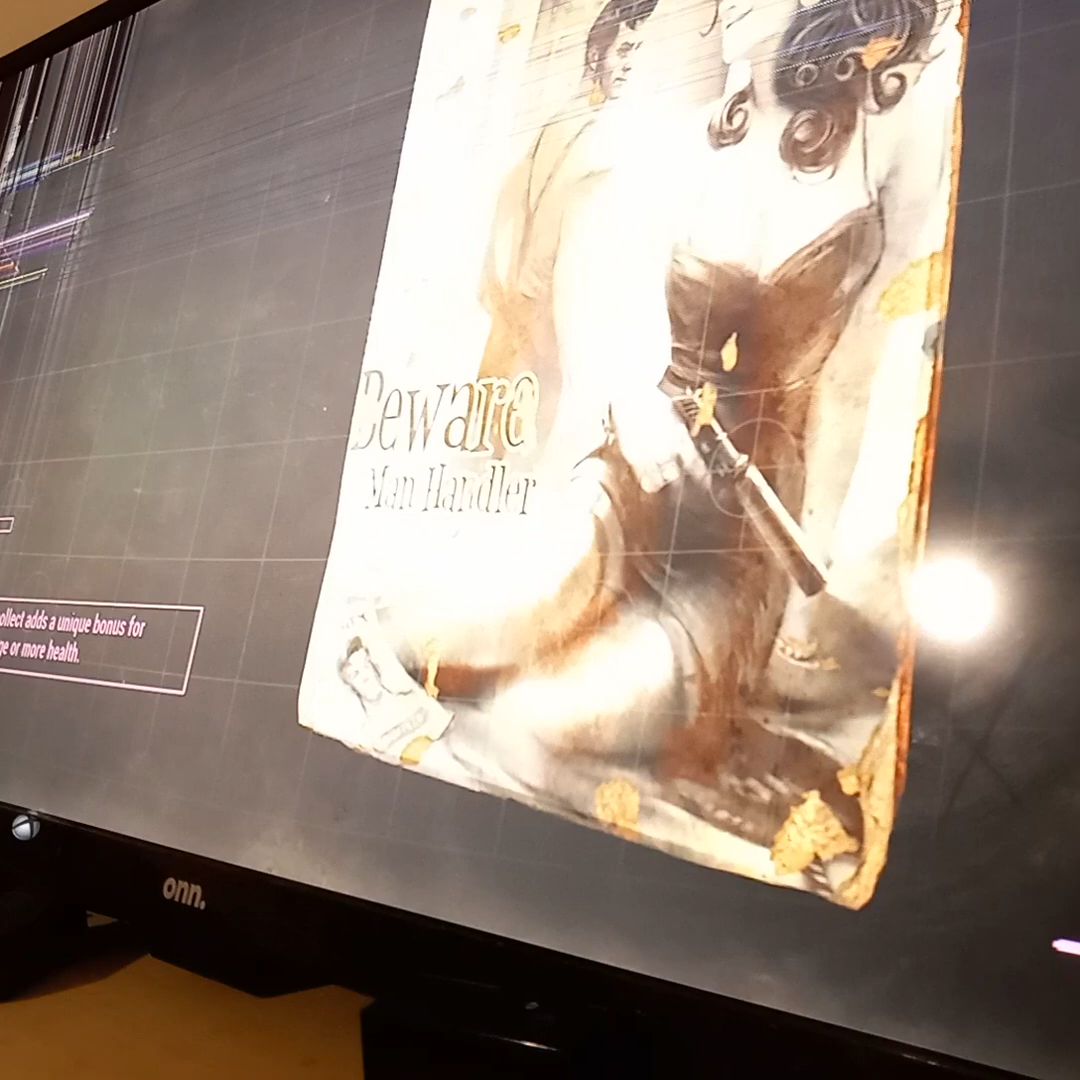 Beware
Man Handler
ollect adds a unique bonus for
ge or more health.
onn.